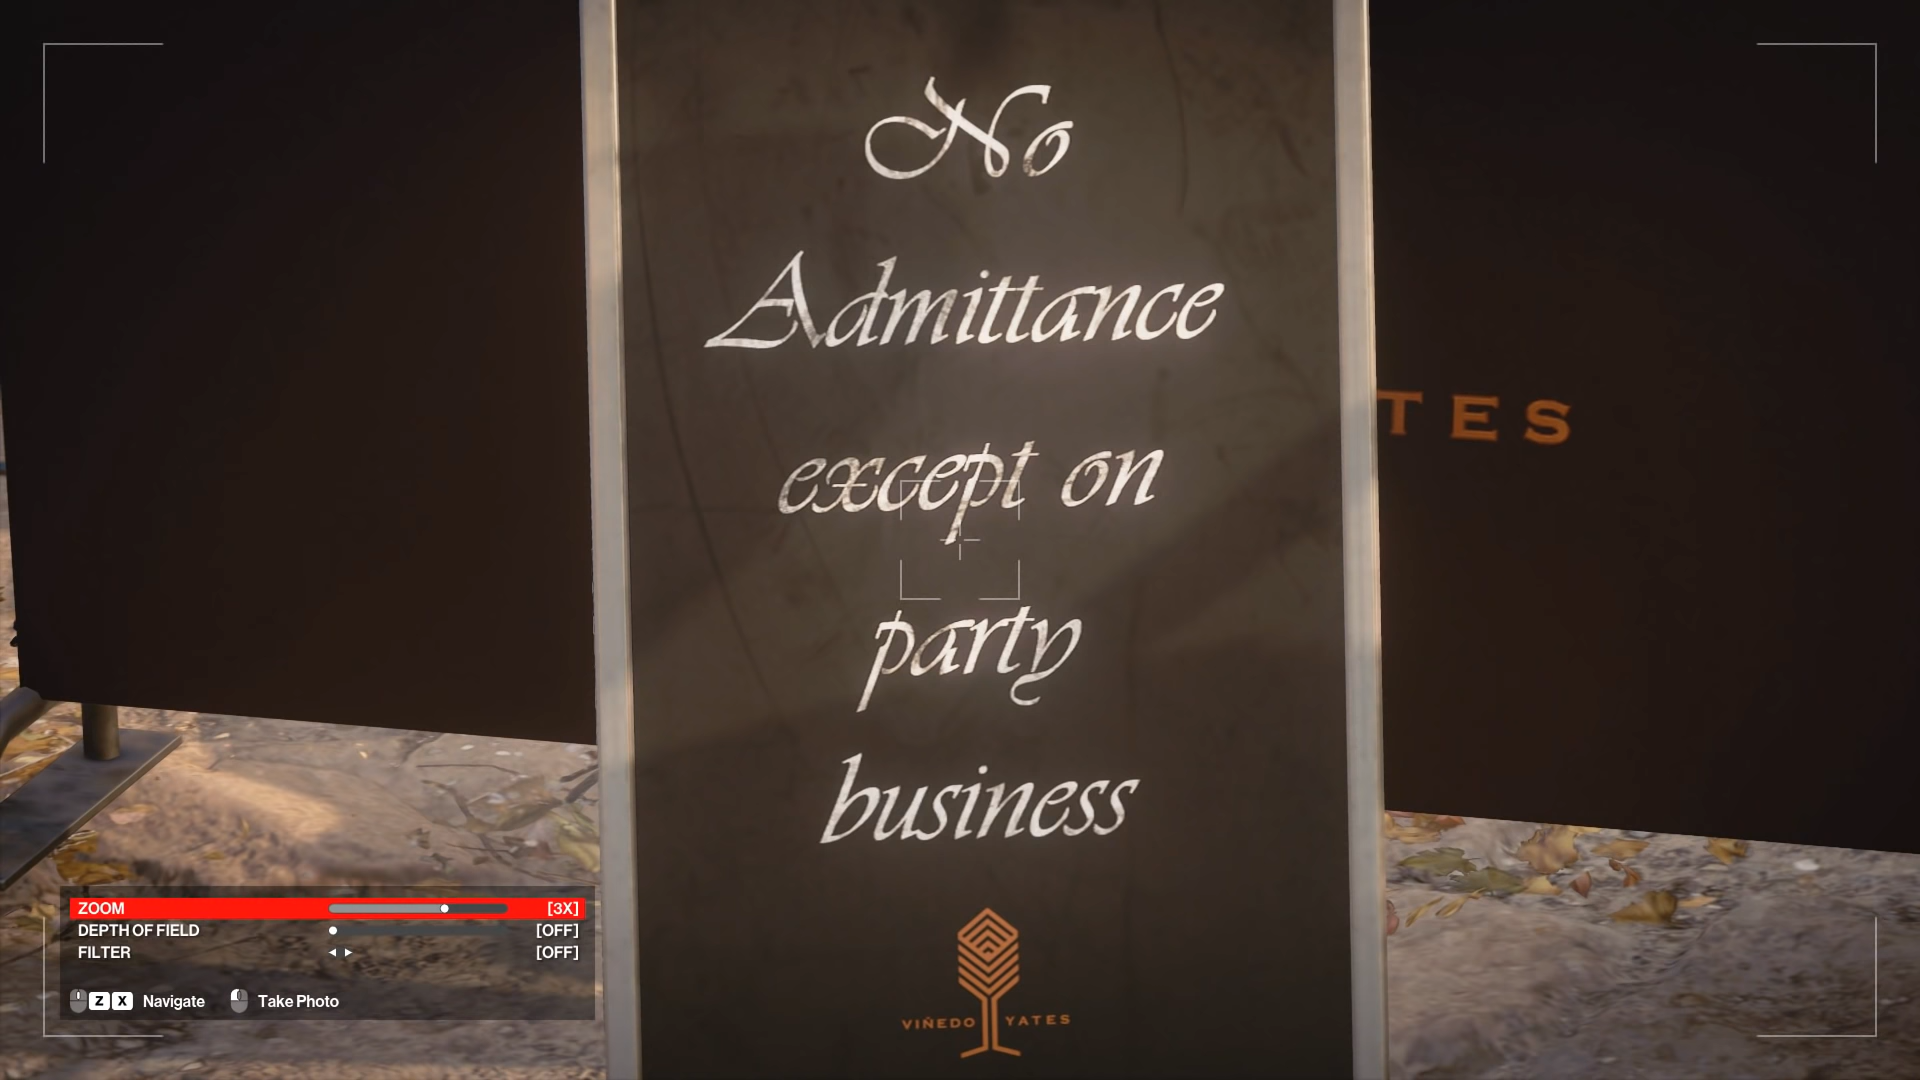 No
Admittance
except on
party
business
TES
VIÑEDO YATES
ZOOM [3X]
DEPTH OF FIELD [OFF]
FILTER [OFF]
Z X Navigate Take Photo